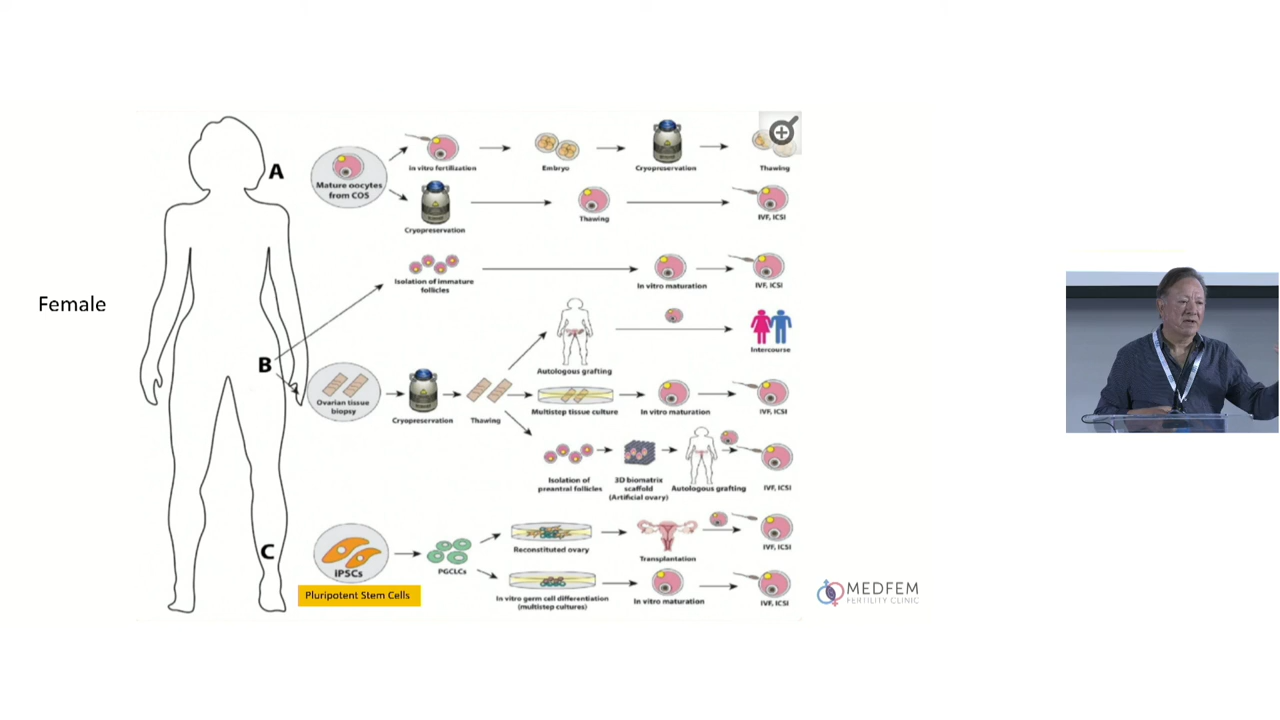 Female
A
Mature oocytes
from COS
In vitro fertilization
Embryo
Cryopreservation
Thawing
Cryopreservation
Thawing
IVF, ICSI
B
Isolation of immature
follicles
In vitro maturation
IVF, ICSI
Autologous grafting
Intercourse
Ovarian tissue
biopsy
Cryopreservation
Thawing
Multistep tissue culture
In vitro maturation
IVF, ICSI
Isolation of
preantral follicles
3D biomatrix
scaffold
(Artificial ovary)
Autologous grafting
IVF, ICSI
C
iPSCs
Pluripotent Stem Cells
PGCLCs
Reconstituted ovary
Transplantation
IVF, ICSI
In vitro germ cell differentiation
(multistep cultures)
In vitro maturation
IVF, ICSI
MEDFEM
FERTILITY CLINIC